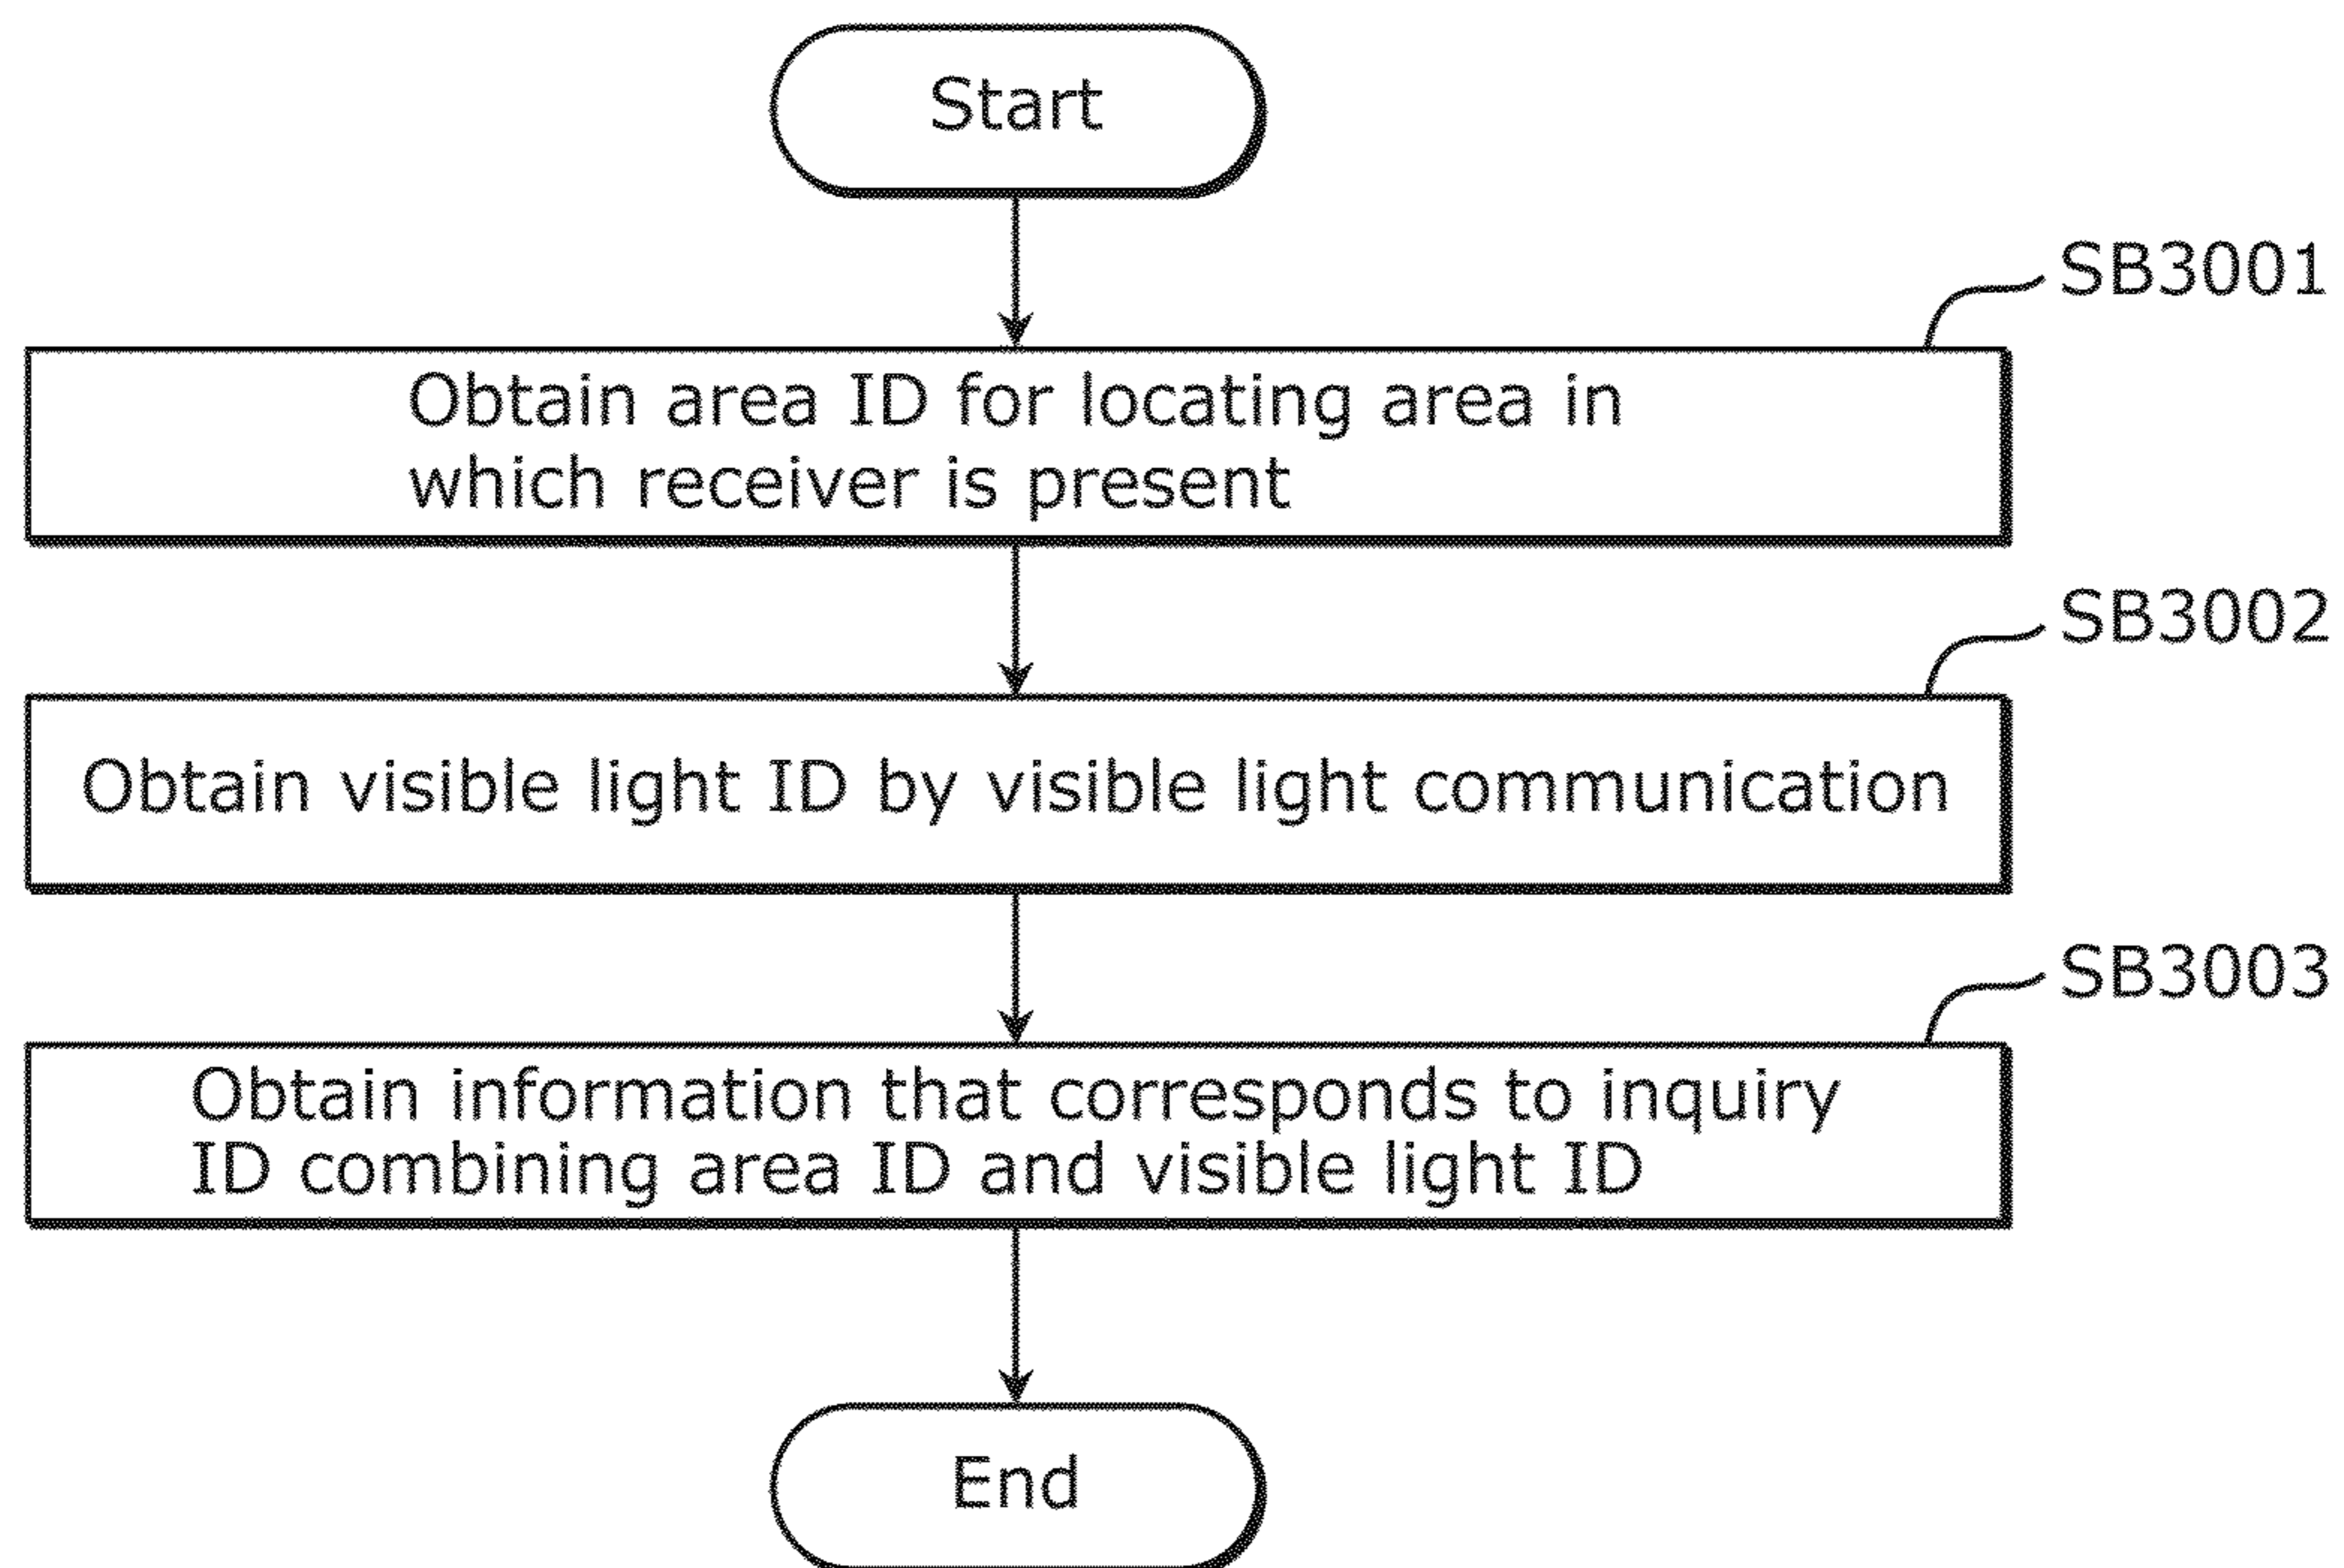 Start
SB3001
Obtain area ID for locating area in
which receiver is present
SB3002
Obtain visible light ID by visible light communication
SB3003
Obtain information that corresponds to inquiry
ID combining area ID and visible light ID
End